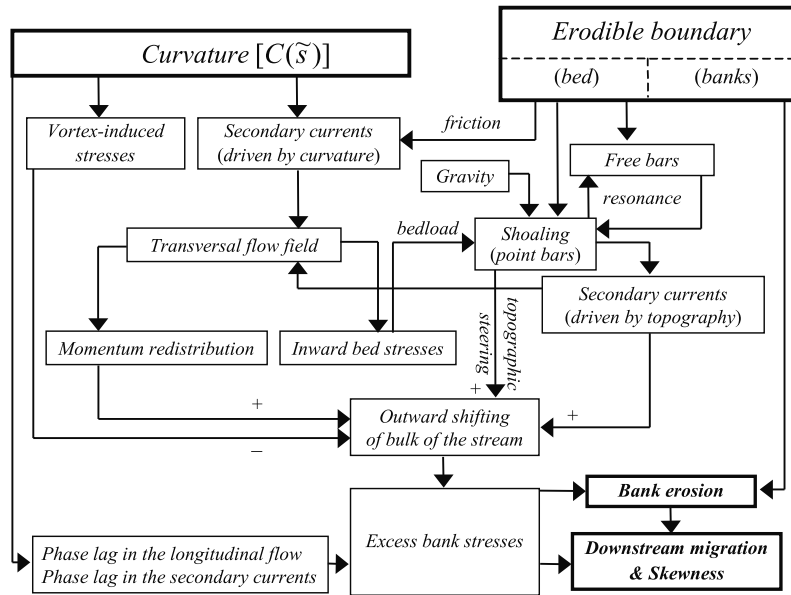 Curvature [C(s̃)]
Erodible boundary
(bed)
(banks)
Vortex-induced
stresses
Secondary currents
(driven by curvature)
friction
Free bars
Gravity
resonance
Transversal flow field
bedload
Shoaling
(point bars)
Secondary currents
(driven by topography)
Momentum redistribution
Inward bed stresses
topographic
steering
+
+
Outward shifting
of bulk of the stream
+
–
Bank erosion
Excess bank stresses
Phase lag in the longitudinal flow
Phase lag in the secondary currents
Downstream migration
& Skewness